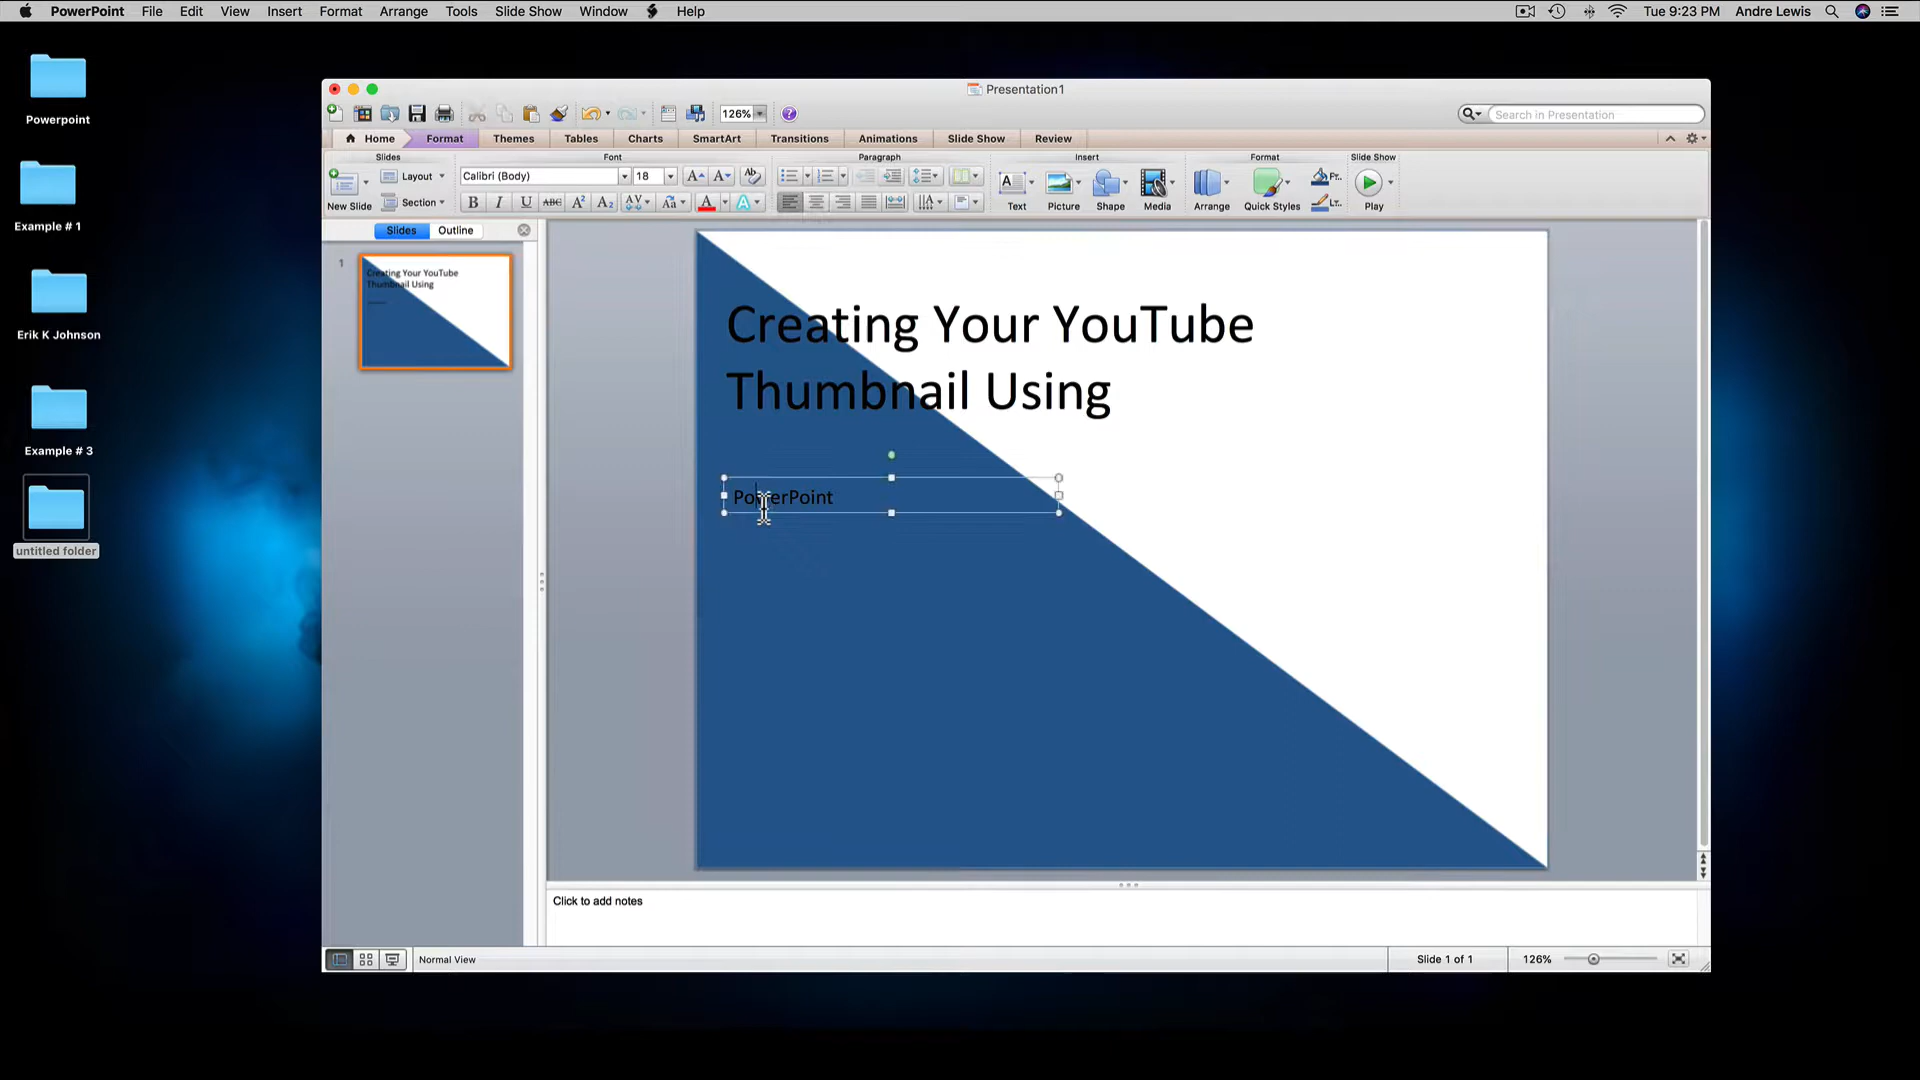 PowerPoint File Edit View Insert Format Arrange Tools Slide Show Window Help Tue 9:23 PM Andre Lewis
Powerpoint
Example # 1
Erik K Johnson
Example # 3
untitled folder
Presentation1
126%
Search in Presentation
Home Format Themes Tables Charts SmartArt Transitions Animations Slide Show Review
Slides Font Paragraph Insert Format Slide Show
Layout Calibri (Body) 18
New Slide Section Text Picture Shape Media Arrange Quick Styles Play
Slides Outline
1
Creating Your YouTube
Thumbnail Using
Creating Your YouTube
Thumbnail Using
PowerPoint
Click to add notes
Normal View Slide 1 of 1 126%